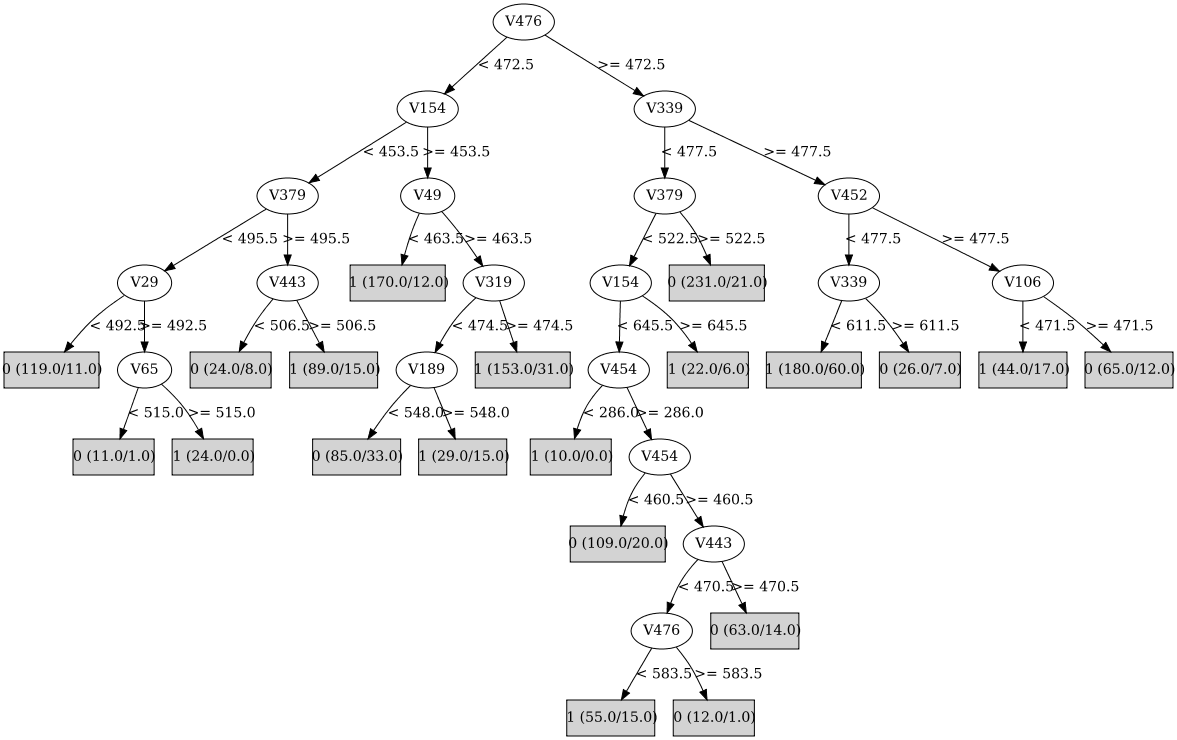 V476
< 472.5 >= 472.5
V154 V339
< 453.5 >= 453.5 < 477.5 >= 477.5
V379 V49 V379 V452
< 495.5 >= 495.5 < 463.5 >= 463.5 < 522.5 >= 522.5 < 477.5 >= 477.5
V29 V443 1 (170.0/12.0) V319 V154 0 (231.0/21.0) V339 V106
< 492.5 >= 492.5 < 506.5 >= 506.5 < 474.5 >= 474.5 < 645.5 >= 645.5 < 611.5 >= 611.5 < 471.5 >= 471.5
0 (119.0/11.0) V65 0 (24.0/8.0) 1 (89.0/15.0) V189 1 (153.0/31.0) V454 1 (22.0/6.0) 1 (180.0/60.0) 0 (26.0/7.0) 1 (44.0/17.0) 0 (65.0/12.0)
< 515.0 >= 515.0 < 548.0 >= 548.0 < 286.0 >= 286.0
0 (11.0/1.0) 1 (24.0/0.0) 0 (85.0/33.0) 1 (29.0/15.0) 1 (10.0/0.0) V454
< 460.5 >= 460.5
0 (109.0/20.0) V443
< 470.5 >= 470.5
V476 0 (63.0/14.0)
< 583.5 >= 583.5
1 (55.0/15.0) 0 (12.0/1.0)